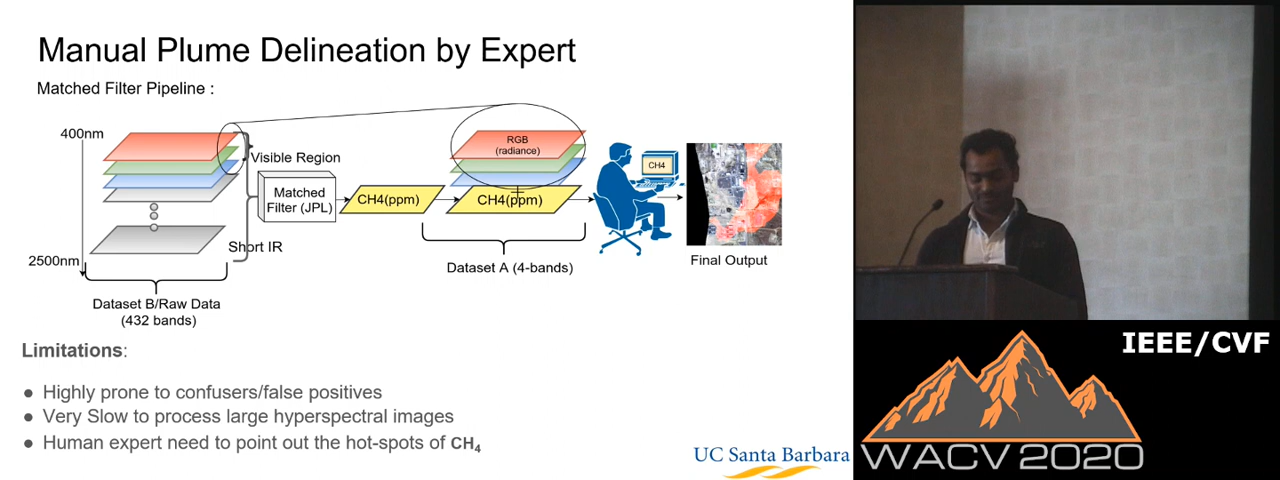 Manual Plume Delineation by Expert
Matched Filter Pipeline :
400nm
2500nm
Visible Region
Short IR
Dataset B/Raw Data
(432 bands)
Matched
Filter (JPL)
CH4(ppm)
RGB
(radiance)
CH4(ppm)
Dataset A (4-bands)
CH4
Final Output
Limitations:
● Highly prone to confusers/false positives
● Very Slow to process large hyperspectral images
● Human expert need to point out the hot-spots of CH₄
UC Santa Barbara
IEEE/CVF
WACV 2020